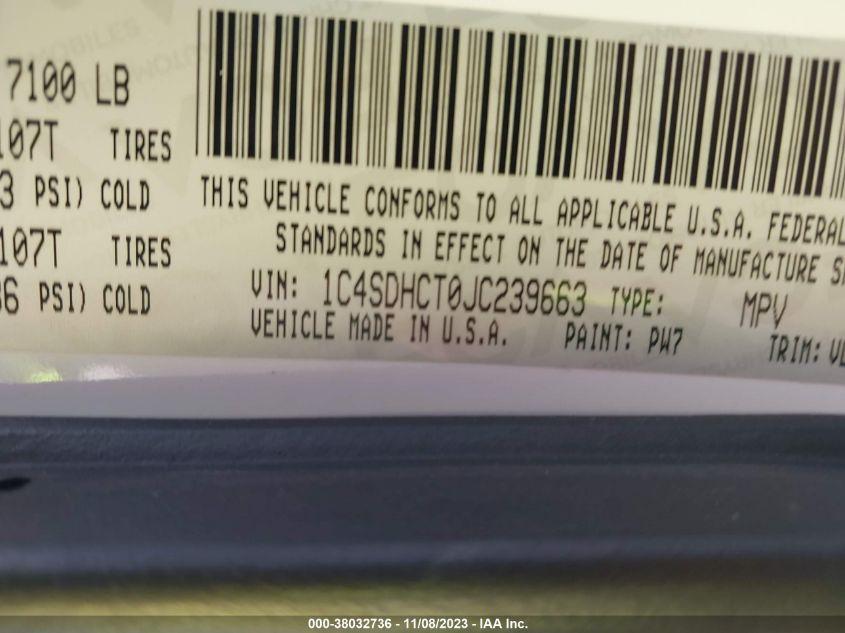 7100 LB
107T TIRES
3 PSI) COLD
107T TIRES
36 PSI) COLD
THIS VEHICLE CONFORMS TO ALL APPLICABLE U.S.A. FEDERAL
STANDARDS IN EFFECT ON THE DATE OF MANUFACTURE
VIN: 1C4SDHCT0JC239663 TYPE: MPV
VEHICLE MADE IN U.S.A. PAINT: PW7 TRIM:
000-38032736 - 11/08/2023 - IAA Inc.